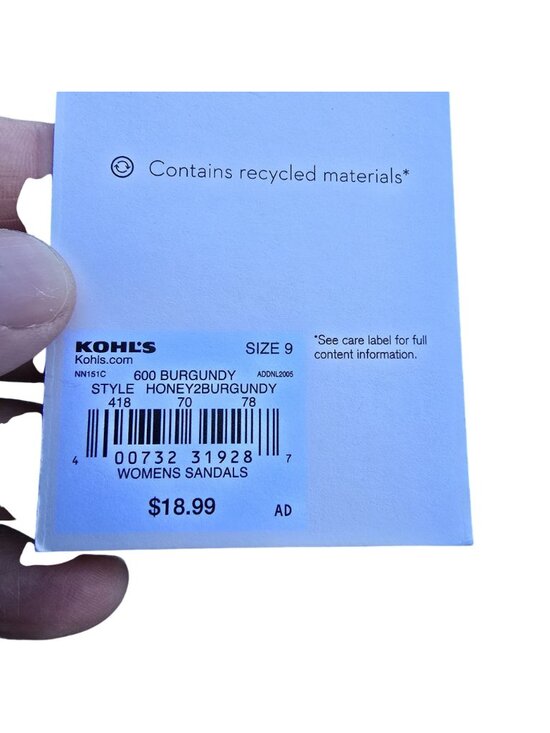 Contains recycled materials*
KOHL'S SIZE 9
Kohls.com
NN151C 600 BURGUNDY ADDNL2005
STYLE HONEY2BURGUNDY
418 70 78
4 00732 31928 7
WOMENS SANDALS
$18.99 AD
*See care label for full
content information.